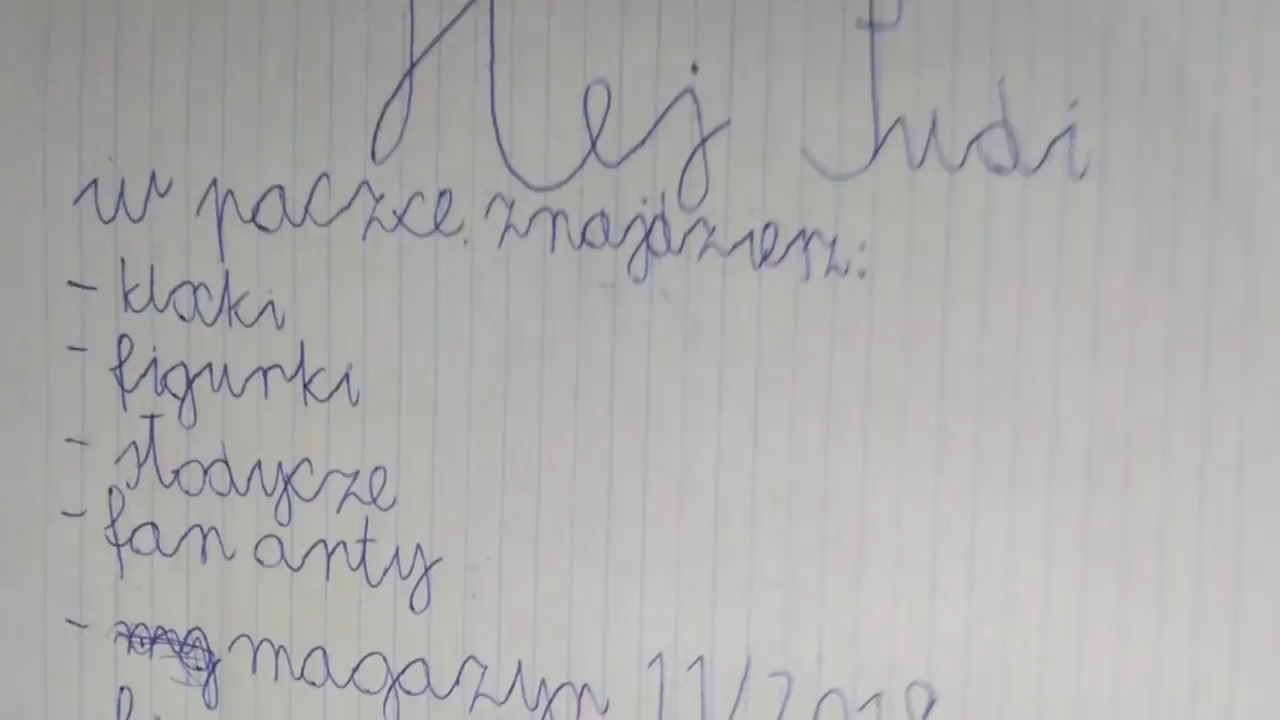 Hej Judi
w paczce znajdziesz:
- klocki
- figurki
- słodycze
- fan arty
- magazyn 11/2018